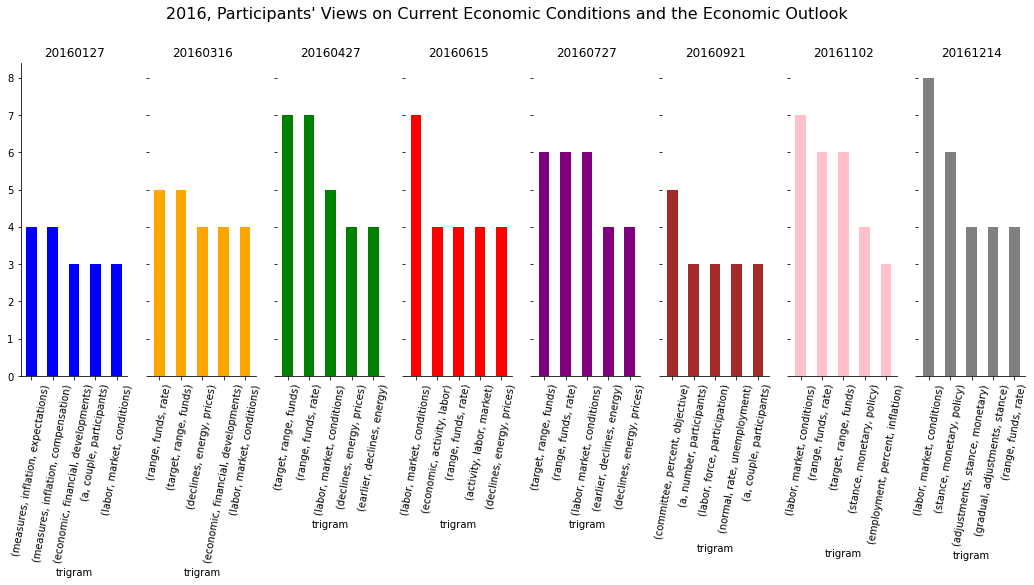 2016, Participants' Views on Current Economic Conditions and the Economic Outlook
20160127
20160316
20160427
20160615
20160727
20160921
20161102
20161214
8
7
6
5
4
3
2
1
0
(measures, inflation, expectations)
(measures, inflation, compensation)
(economic, financial, developments)
(a, couple, participants)
(labor, market, conditions)
trigram
(range, funds, rate)
(target, range, funds)
(declines, energy, prices)
(economic, financial, developments)
(labor, market, conditions)
trigram
(target, range, funds)
(range, funds, rate)
(labor, market, conditions)
(declines, energy, prices)
(earlier, declines, energy)
trigram
(labor, market, conditions)
(economic, activity, labor)
(range, funds, rate)
(activity, labor, market)
(declines, energy, prices)
trigram
(target, range, funds)
(range, funds, rate)
(labor, market, conditions)
(earlier, declines, energy)
(declines, energy, prices)
trigram
(committee, percent, objective)
(a, number, participants)
(labor, force, participation)
(normal, rate, unemployment)
(a, couple, participants)
trigram
(labor, market, conditions)
(range, funds, rate)
(target, range, funds)
(stance, monetary, policy)
(employment, percent, inflation)
trigram
(labor, market, conditions)
(stance, monetary, policy)
(adjustments, stance, monetary)
(gradual, adjustments, stance)
(range, funds, rate)
trigram